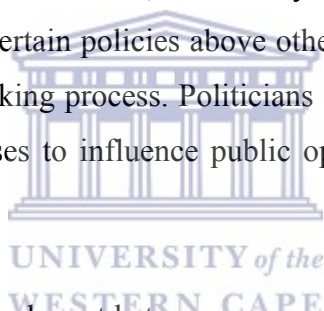 ertain policies above othe
king process. Politicians
ses to influence public op
UNIVERSITY of the
WESTERN CAPE